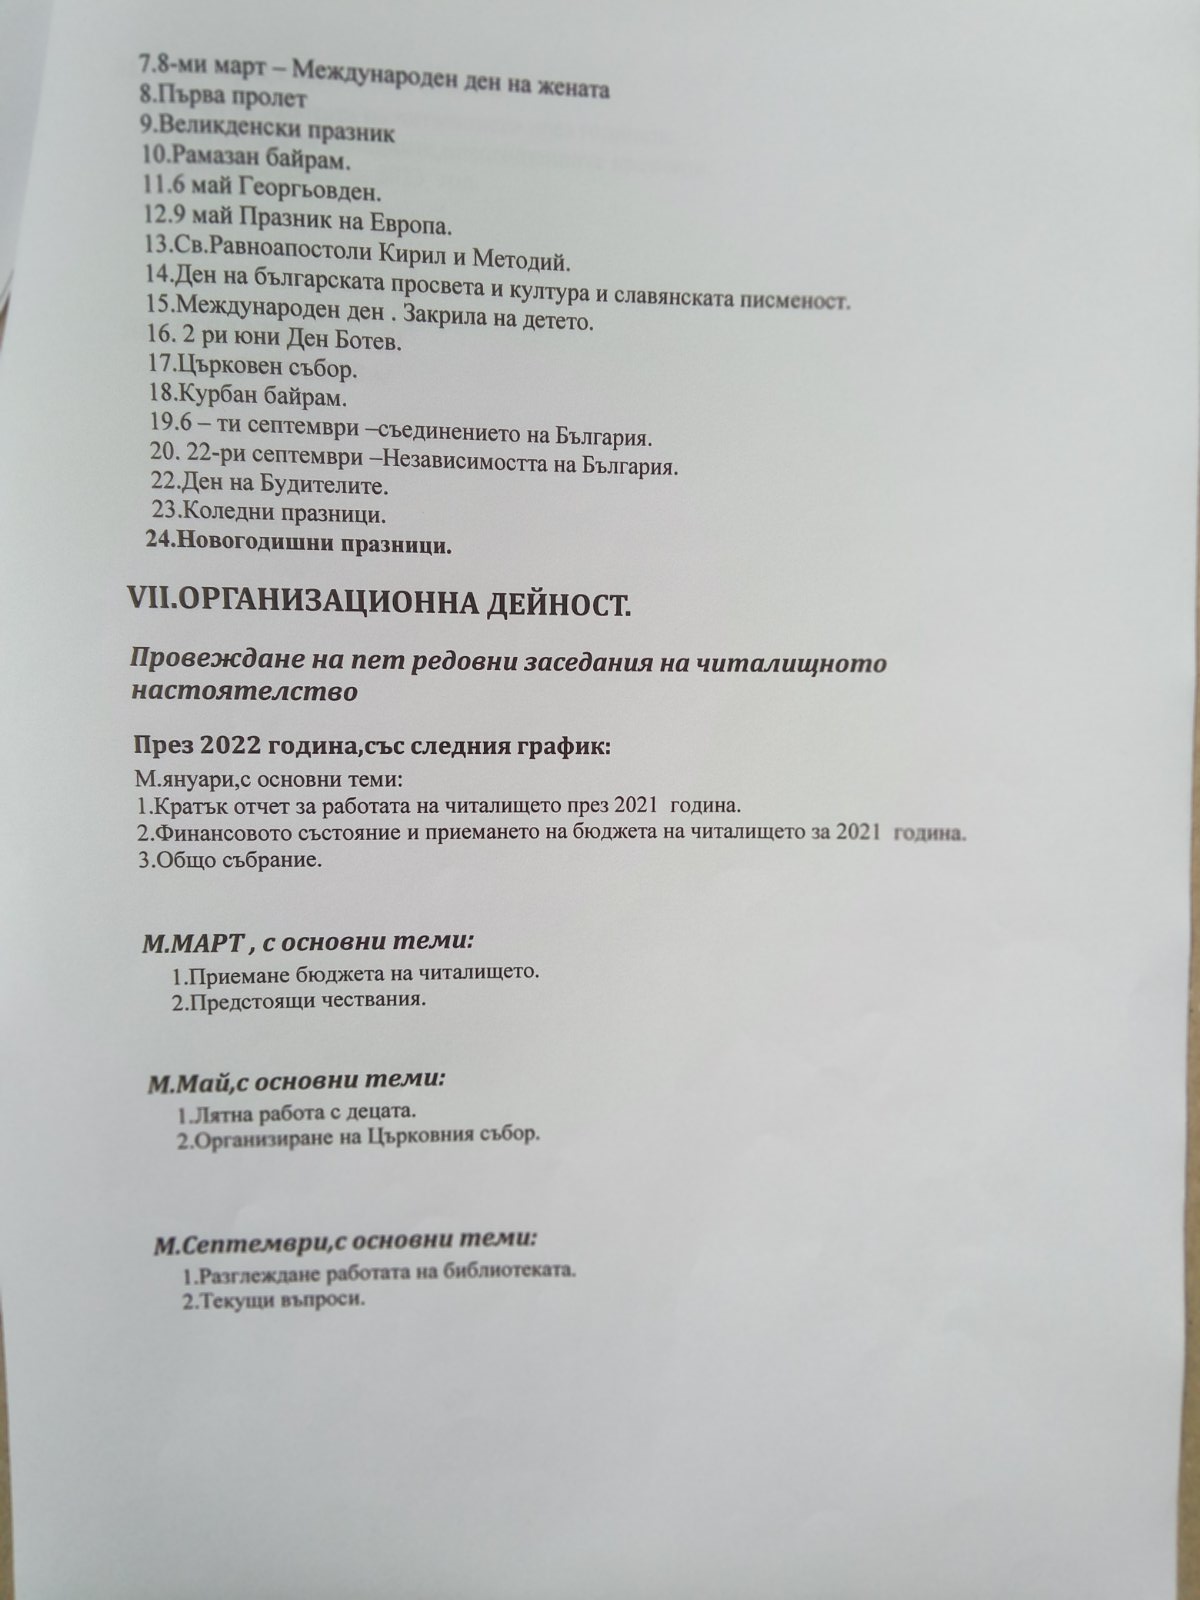 7.8-ми март – Международен ден на жената
8.Първа пролет
9.Великденски празник
10.Рамазан байрам.
11.6 май Георгьовден.
12.9 май Празник на Европа.
13.Св.Равноапостоли Кирил и Методий.
14.Ден на българската просвета и култура и славянската писменост.
15.Международен ден . Закрила на детето.
16. 2 ри юни Ден Ботев.
17.Църковен събор.
18.Курбан байрам.
19.6 – ти септември –съединението на България.
20. 22-ри септември –Независимостта на България.
22.Ден на Будителите.
23.Коледни празници.
24.Новогодишни празници.
VII.ОРГАНИЗАЦИОННА ДЕЙНОСТ.
Провеждане на пет редовни заседания на читалищното
настоятелство
През 2022 година,със следния график:
М.януари,с основни теми:
1.Кратък отчет за работата на читалището през 2021 година.
2.Финансовото състояние и приемането на бюджета на читалището за 2021 година.
3.Общо събрание.
М.МАРТ , с основни теми:
1.Приемане бюджета на читалището.
2.Предстоящи чествания.
М.Май,с основни теми:
1.Лятна работа с децата.
2.Организиране на Църковния събор.
М.Септември,с основни теми:
1.Разглеждане работата на библиотеката.
2.Текущи въпроси.